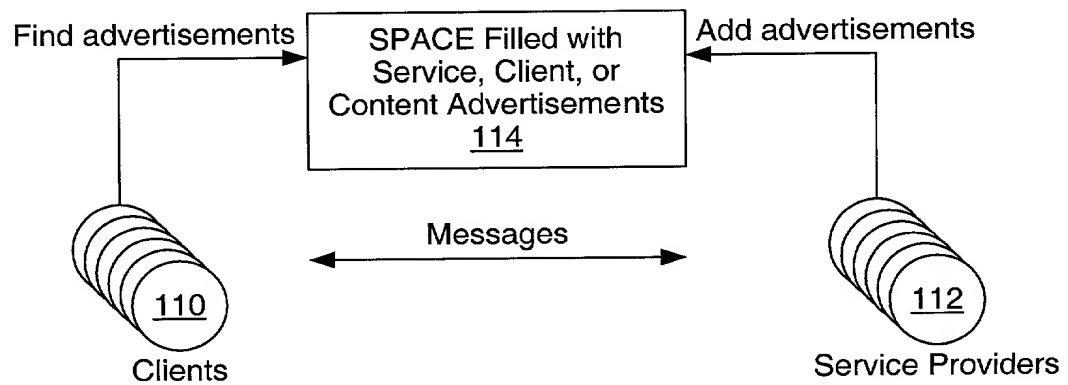 Find advertisements
SPACE Filled with
Service, Client, or
Content Advertisements
114
Add advertisements
Messages
110
Clients
112
Service Providers